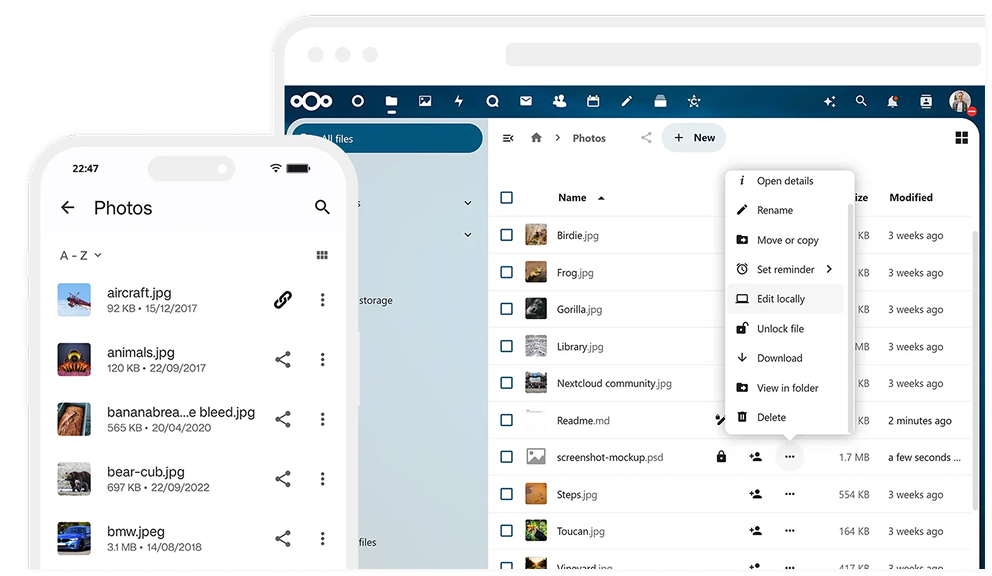 22:47
Photos
A - Z
aircraft.jpg
92 KB • 15/12/2017
animals.jpg
120 KB • 22/09/2017
bananabrea...e bleed.jpg
565 KB • 20/04/2020
bear-cub.jpg
697 KB • 22/09/2022
bmw.jpeg
3.1 MB • 14/08/2018
All files
s
storage
files
Photos
+ New
Name
ize
Modified
Birdie.jpg
KB
3 weeks ago
Frog.jpg
KB
3 weeks ago
Gorilla.jpg
KB
3 weeks ago
Library.jpg
MB
3 weeks ago
Nextcloud community.jpg
KB
3 weeks ago
Readme.md
KB
2 minutes ago
screenshot-mockup.psd
1.7 MB
a few seconds ...
Steps.jpg
554 KB
3 weeks ago
Toucan.jpg
164 KB
3 weeks ago
Vineyard.jpg
417 KB
3 weeks ago
Open details
Rename
Move or copy
Set reminder
Edit locally
Unlock file
Download
View in folder
Delete